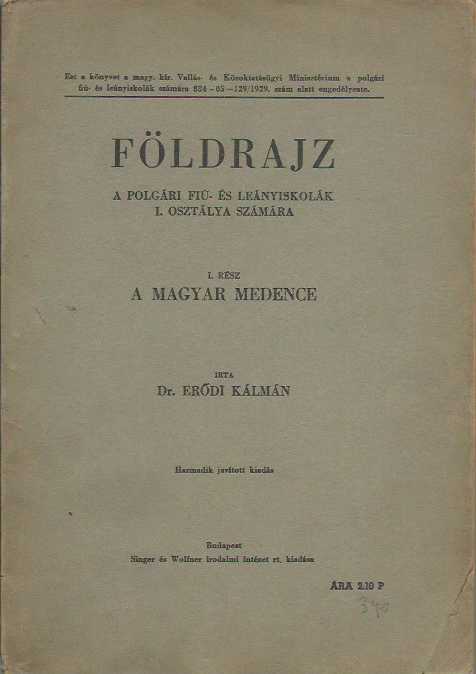 Ezt a könyvet a magy. kir. Vallás- és Közoktatásügyi Minisztérium a polgári
fiú- és leányiskolák számára 884-05-129/1929. szám alatt engedélyezte.
FÖLDRAJZ
A POLGÁRI FIÚ- ÉS LEÁNYISKOLÁK
I. OSZTÁLYA SZÁMÁRA
I. RÉSZ
A MAGYAR MEDENCE
IRTA
Dr. ERŐDI KÁLMÁN
Harmadik javított kiadás
Budapest
Singer és Wolfner irodalmi intézet rt. kiadása
ÁRA 2.10 P